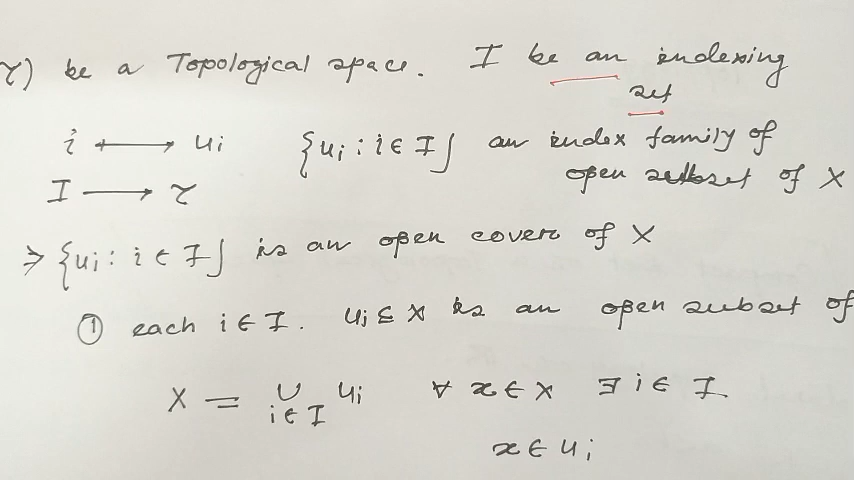 τ) be a Topological space. I be an indexing
set
i ⟷ Ui {Ui : i ∈ I} an index family of
I ⟶ τ open subset of X
⇒ {Ui : i ∈ I} is an open cover of X
① each i ∈ I. Ui ⊆ X is an open subset of
X = ∪ Ui ∀ x ∈ X ∃ i ∈ I.
i ∈ I
x ∈ Ui